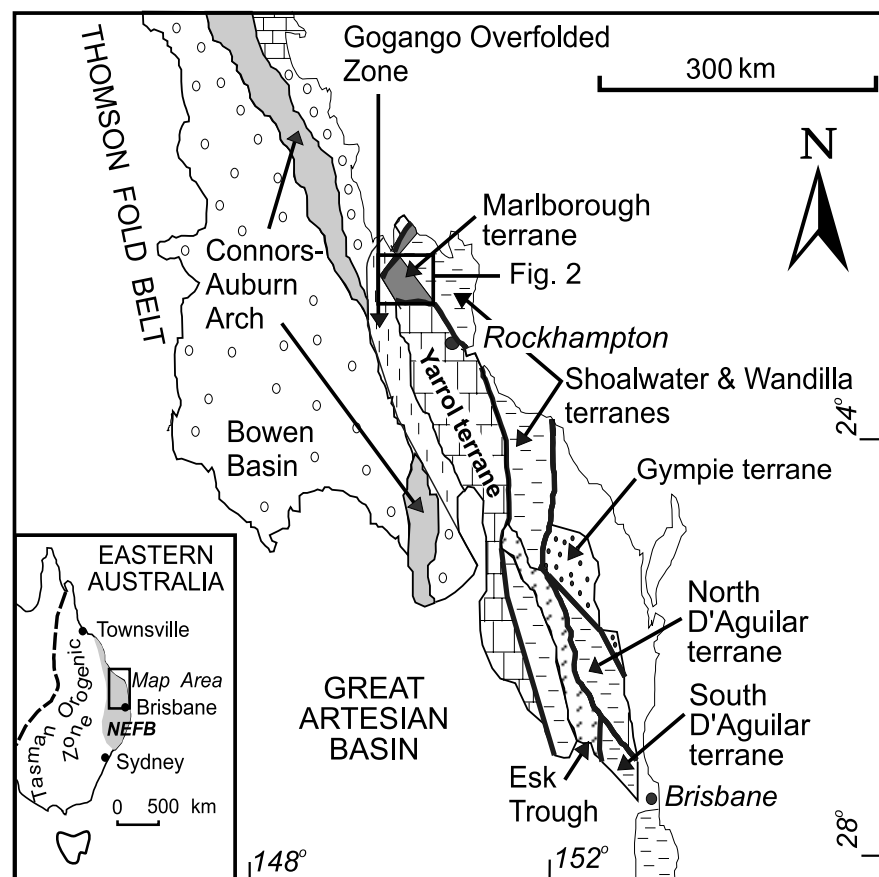 Gogango Overfolded
Zone
300 km
THOMSON FOLD BELT
N
Marlborough
terrane
Connors-
Auburn
Arch
Fig. 2
Rockhampton
Yarrol terrane
Shoalwater & Wandilla
terranes
24°
Bowen
Basin
Gympie terrane
EASTERN
AUSTRALIA
Townsville
Map Area
Brisbane
NEFB
Tasman Orogenic
Zone
Sydney
0 500 km
North
D'Aguilar
terrane
GREAT
ARTESIAN
BASIN
South
D'Aguilar
terrane
Esk
Trough
Brisbane
28°
148°
152°